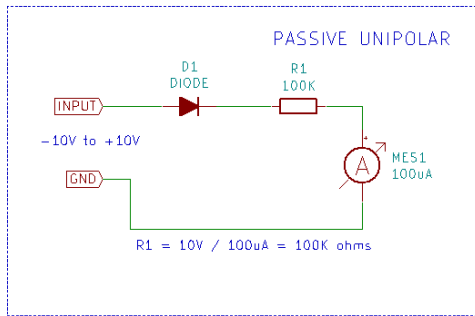 PASSIVE UNIPOLAR
D1
DIODE
R1
100K
INPUT
-10V to +10V
GND
+
A
MES1
100uA
R1 = 10V / 100uA = 100K ohms